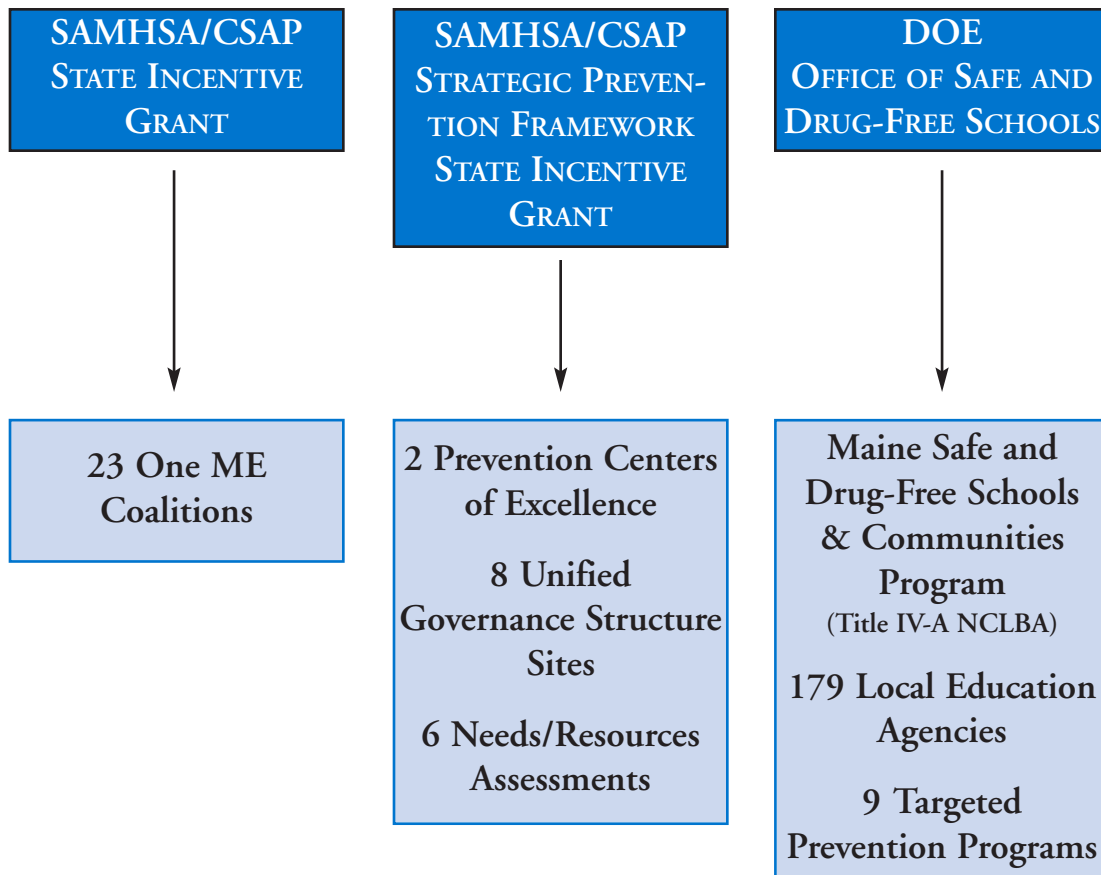 SAMHSA/CSAP
STATE INCENTIVE
GRANT
SAMHSA/CSAP
STRATEGIC PREVEN-
TION FRAMEWORK
STATE INCENTIVE
GRANT
DOE
OFFICE OF SAFE AND
DRUG-FREE SCHOOLS
23 One ME
Coalitions
2 Prevention Centers
of Excellence
8 Unified
Governance Structure
Sites
6 Needs/Resources
Assessments
Maine Safe and
Drug-Free Schools
& Communities
Program
(Title IV-A NCLBA)
179 Local Education
Agencies
9 Targeted
Prevention Programs